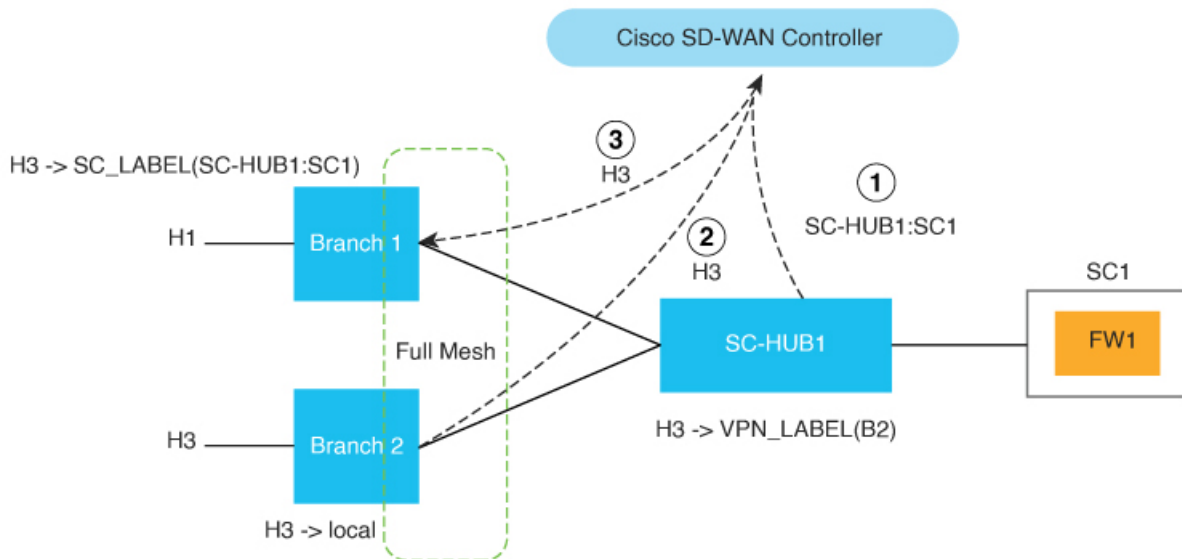 Cisco SD-WAN Controller
3
H3
H3 -> SC_LABEL(SC-HUB1:SC1)
1
SC-HUB1:SC1
H1
Branch 1
2
H3
SC1
Full Mesh
SC-HUB1
FW1
H3
Branch 2
H3 -> VPN_LABEL(B2)
H3 -> local